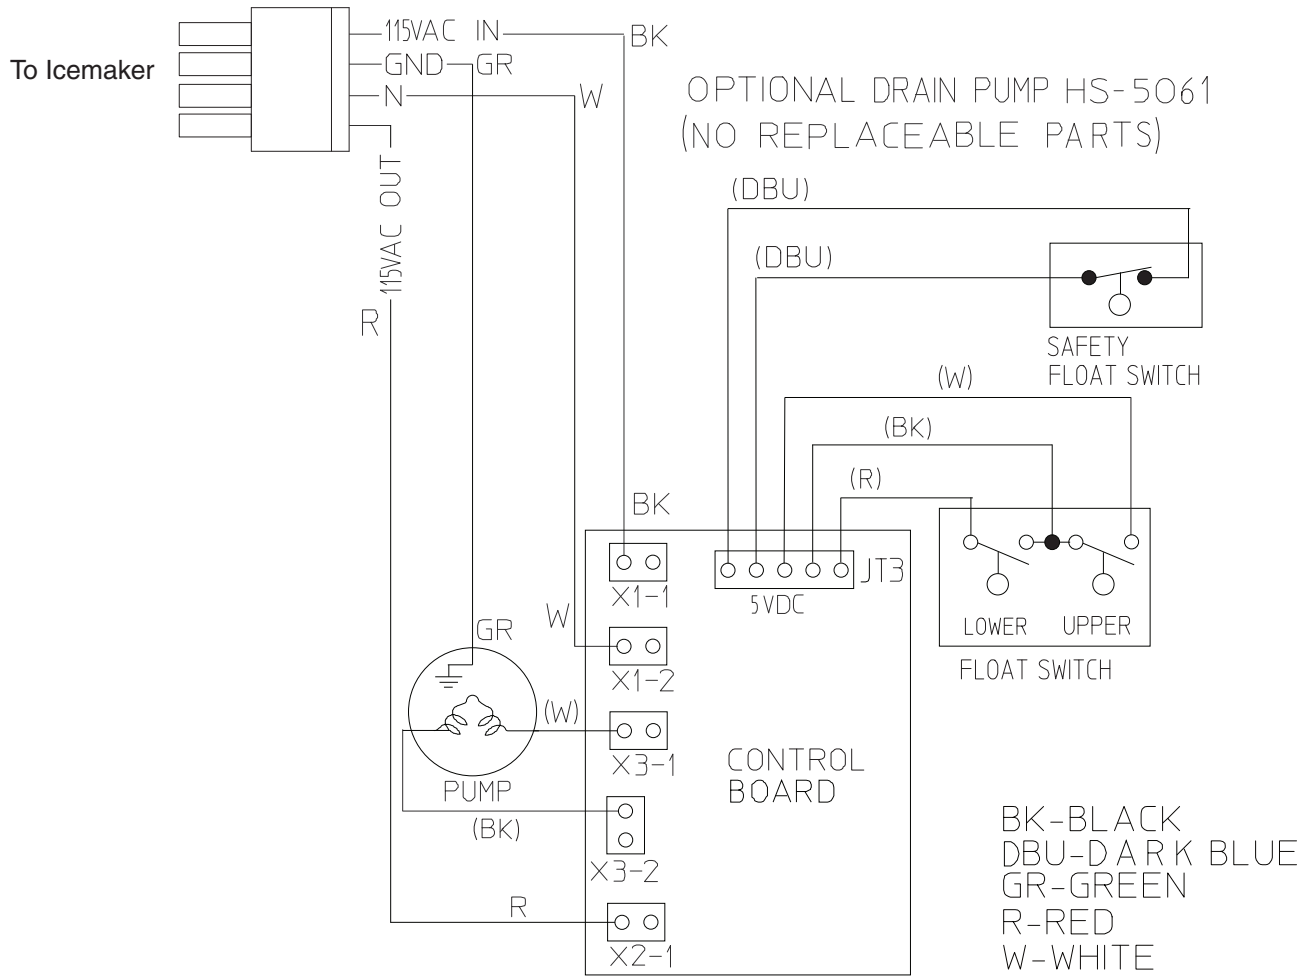 115VAC IN
BK
To Icemaker
GND
GR
N
W
OPTIONAL DRAIN PUMP HS-5061
(NO REPLACEABLE PARTS)
115VAC OUT
R
(DBU)
(DBU)
SAFETY
FLOAT SWITCH
(W)
(BK)
(R)
BK
X1-1
JT3
5VDC
W
GR
X1-2
LOWER
UPPER
FLOAT SWITCH
(W)
X3-1
PUMP
(BK)
X3-2
CONTROL
BOARD
R
X2-1
BK-BLACK
DBU-DARK BLUE
GR-GREEN
R-RED
W-WHITE